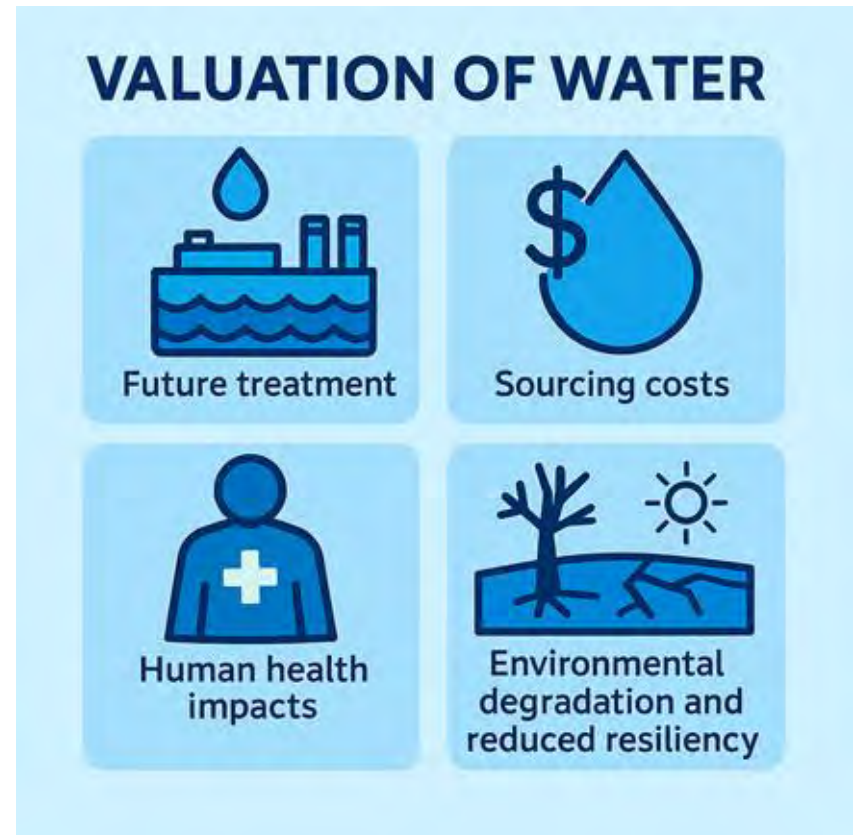 VALUATION OF WATER
Future treatment
Sourcing costs
Human health
impacts
Environmental
degradation and
reduced resiliency